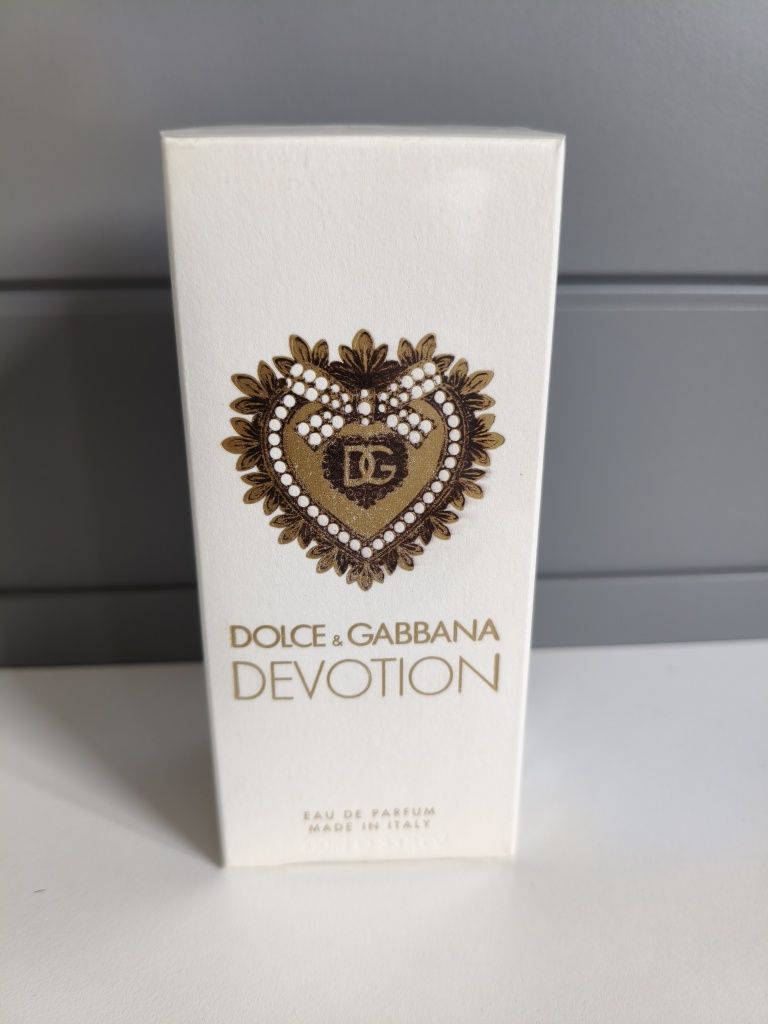 DG
DOLCE & GABBANA
DEVOTION
EAU DE PARFUM
MADE IN ITALY